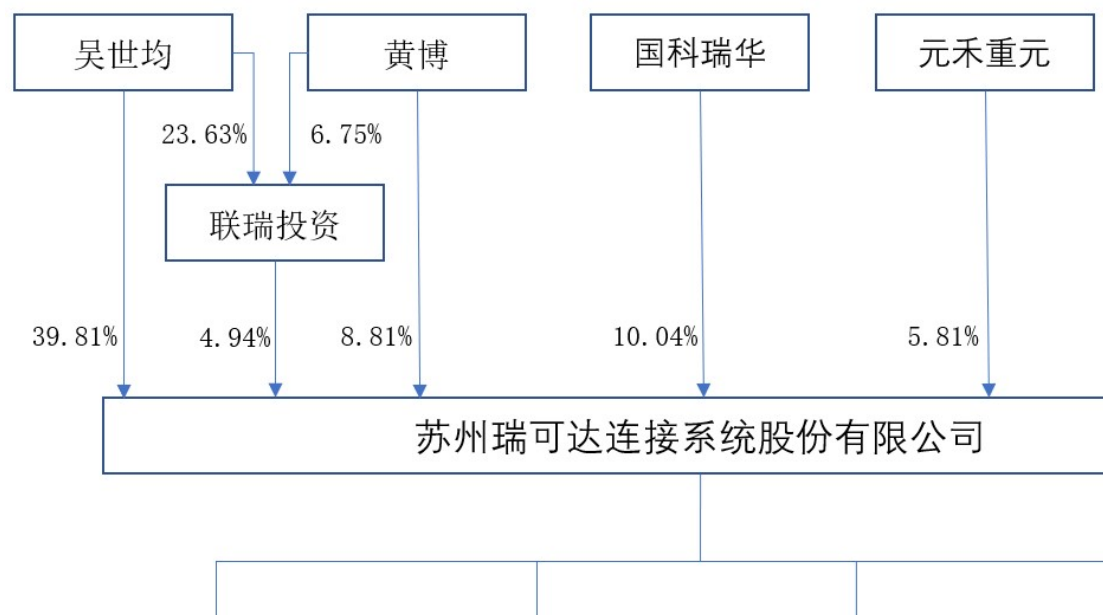 吴世均
黄博
国科瑞华
元禾重元
23.63%
6.75%
联瑞投资
39.81%
4.94%
8.81%
10.04%
5.81%
苏州瑞可达连接系统股份有限公司